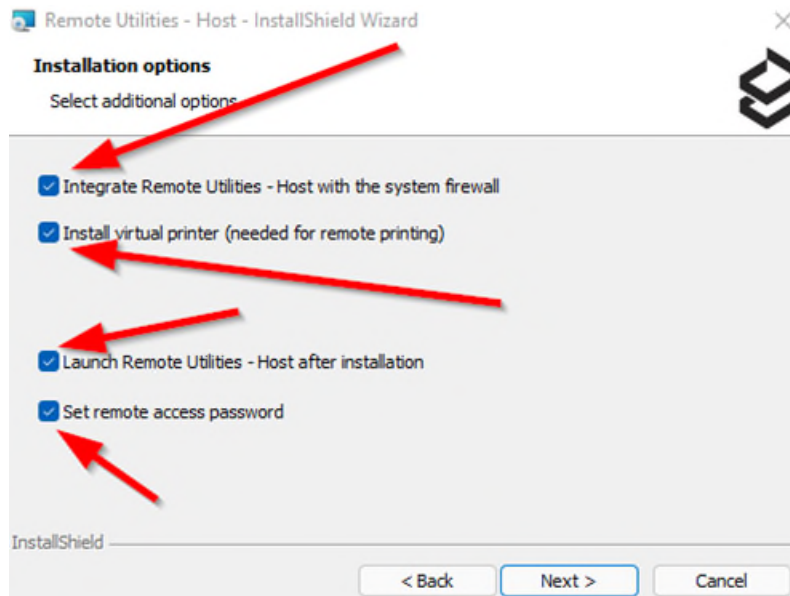 Remote Utilities - Host - InstallShield Wizard
Installation options
Select additional options
Integrate Remote Utilities - Host with the system firewall
Install virtual printer (needed for remote printing)
Launch Remote Utilities - Host after installation
Set remote access password
InstallShield
< Back Next > Cancel